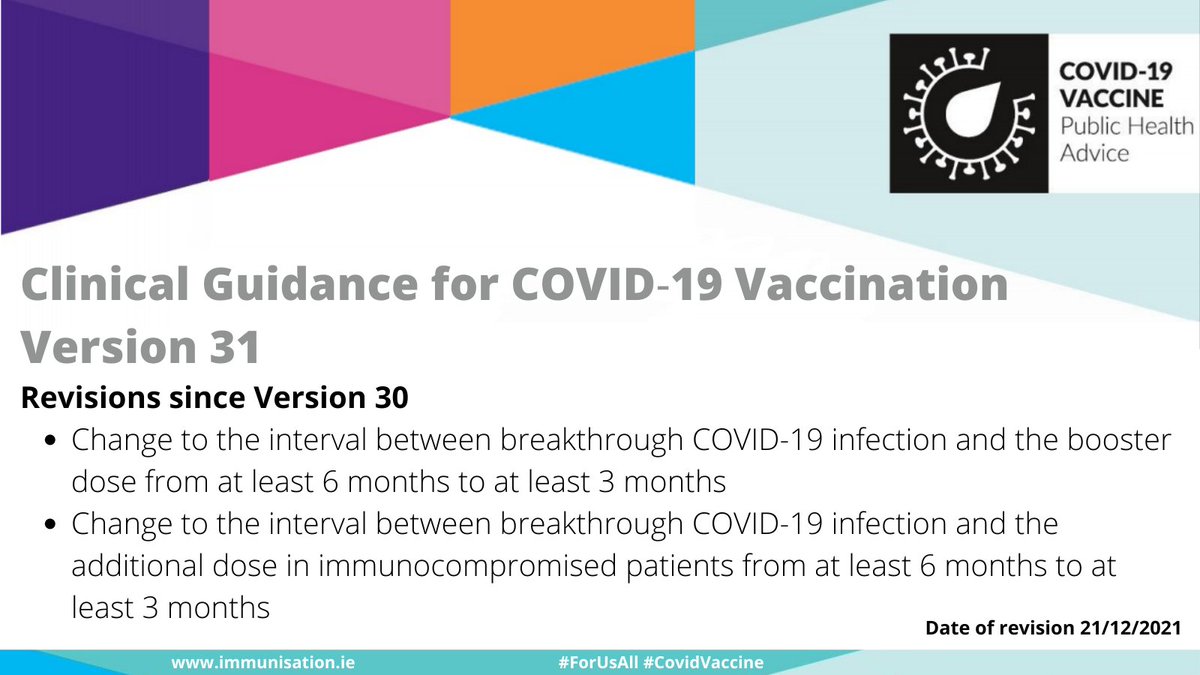 COVID-19
VACCINE
Public Health
Advice
Clinical Guidance for COVID-19 Vaccination
Version 31
Revisions since Version 30
• Change to the interval between breakthrough COVID-19 infection and the booster
dose from at least 6 months to at least 3 months
• Change to the interval between breakthrough COVID-19 infection and the
additional dose in immunocompromised patients from at least 6 months to at
least 3 months
Date of revision 21/12/2021
www.immunisation.ie
#ForUsAll #CovidVaccine